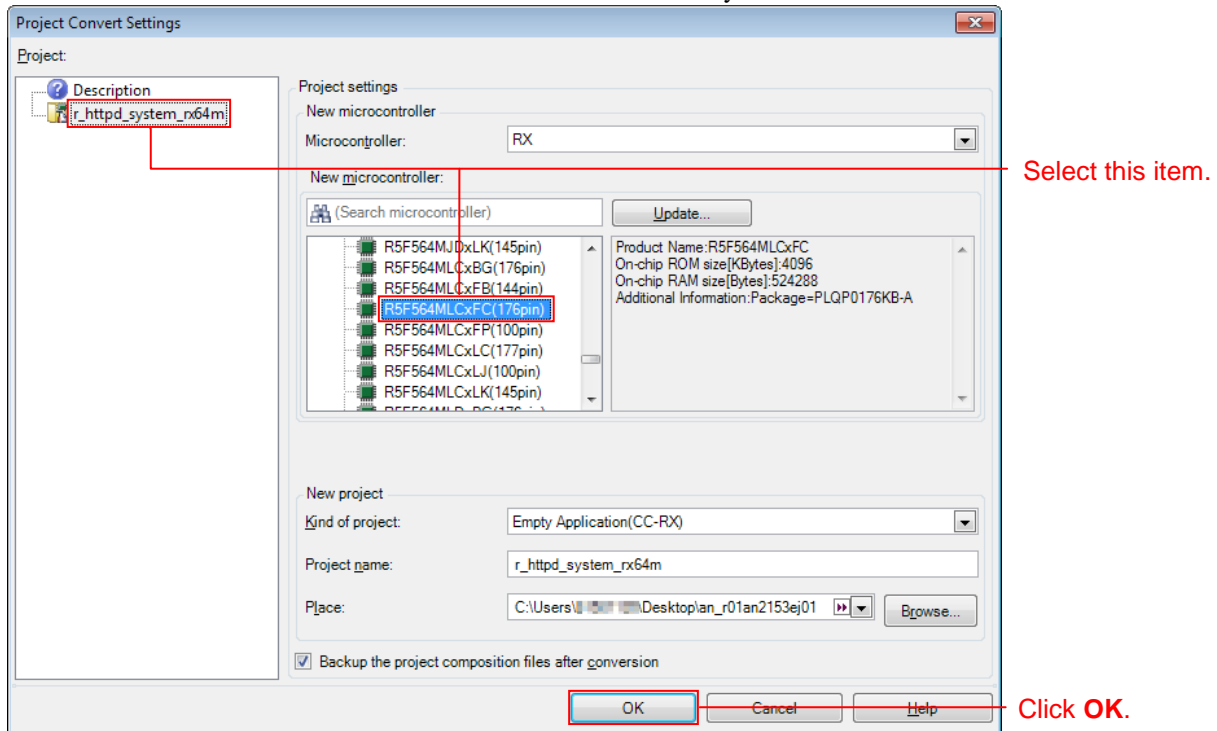 Project Convert Settings
Project:
Description
r_httpd_system_rx64m
Project settings
New microcontroller
Microcontroller:
RX
New microcontroller:
(Search microcontroller)
Update...
R5F564MJDxLK(145pin)
R5F564MLCxBG(176pin)
R5F564MLCxFB(144pin)
R5F564MLCxFC(176pin)
R5F564MLCxFP(100pin)
R5F564MLCxLC(177pin)
R5F564MLCxLJ(100pin)
R5F564MLCxLK(145pin)
Product Name:R5F564MLCxFC
On-chip ROM size[KBytes]:4096
On-chip RAM size[Bytes]:524288
Additional Information:Package=PLQP0176KB-A
Select this item.
New project
Kind of project:
Empty Application(CC-RX)
Project name:
r_httpd_system_rx64m
Place:
C:\Users\ \Desktop\an_r01an2153ej01
Browse...
Backup the project composition files after conversion
OK
Cancel
Help
Click OK.